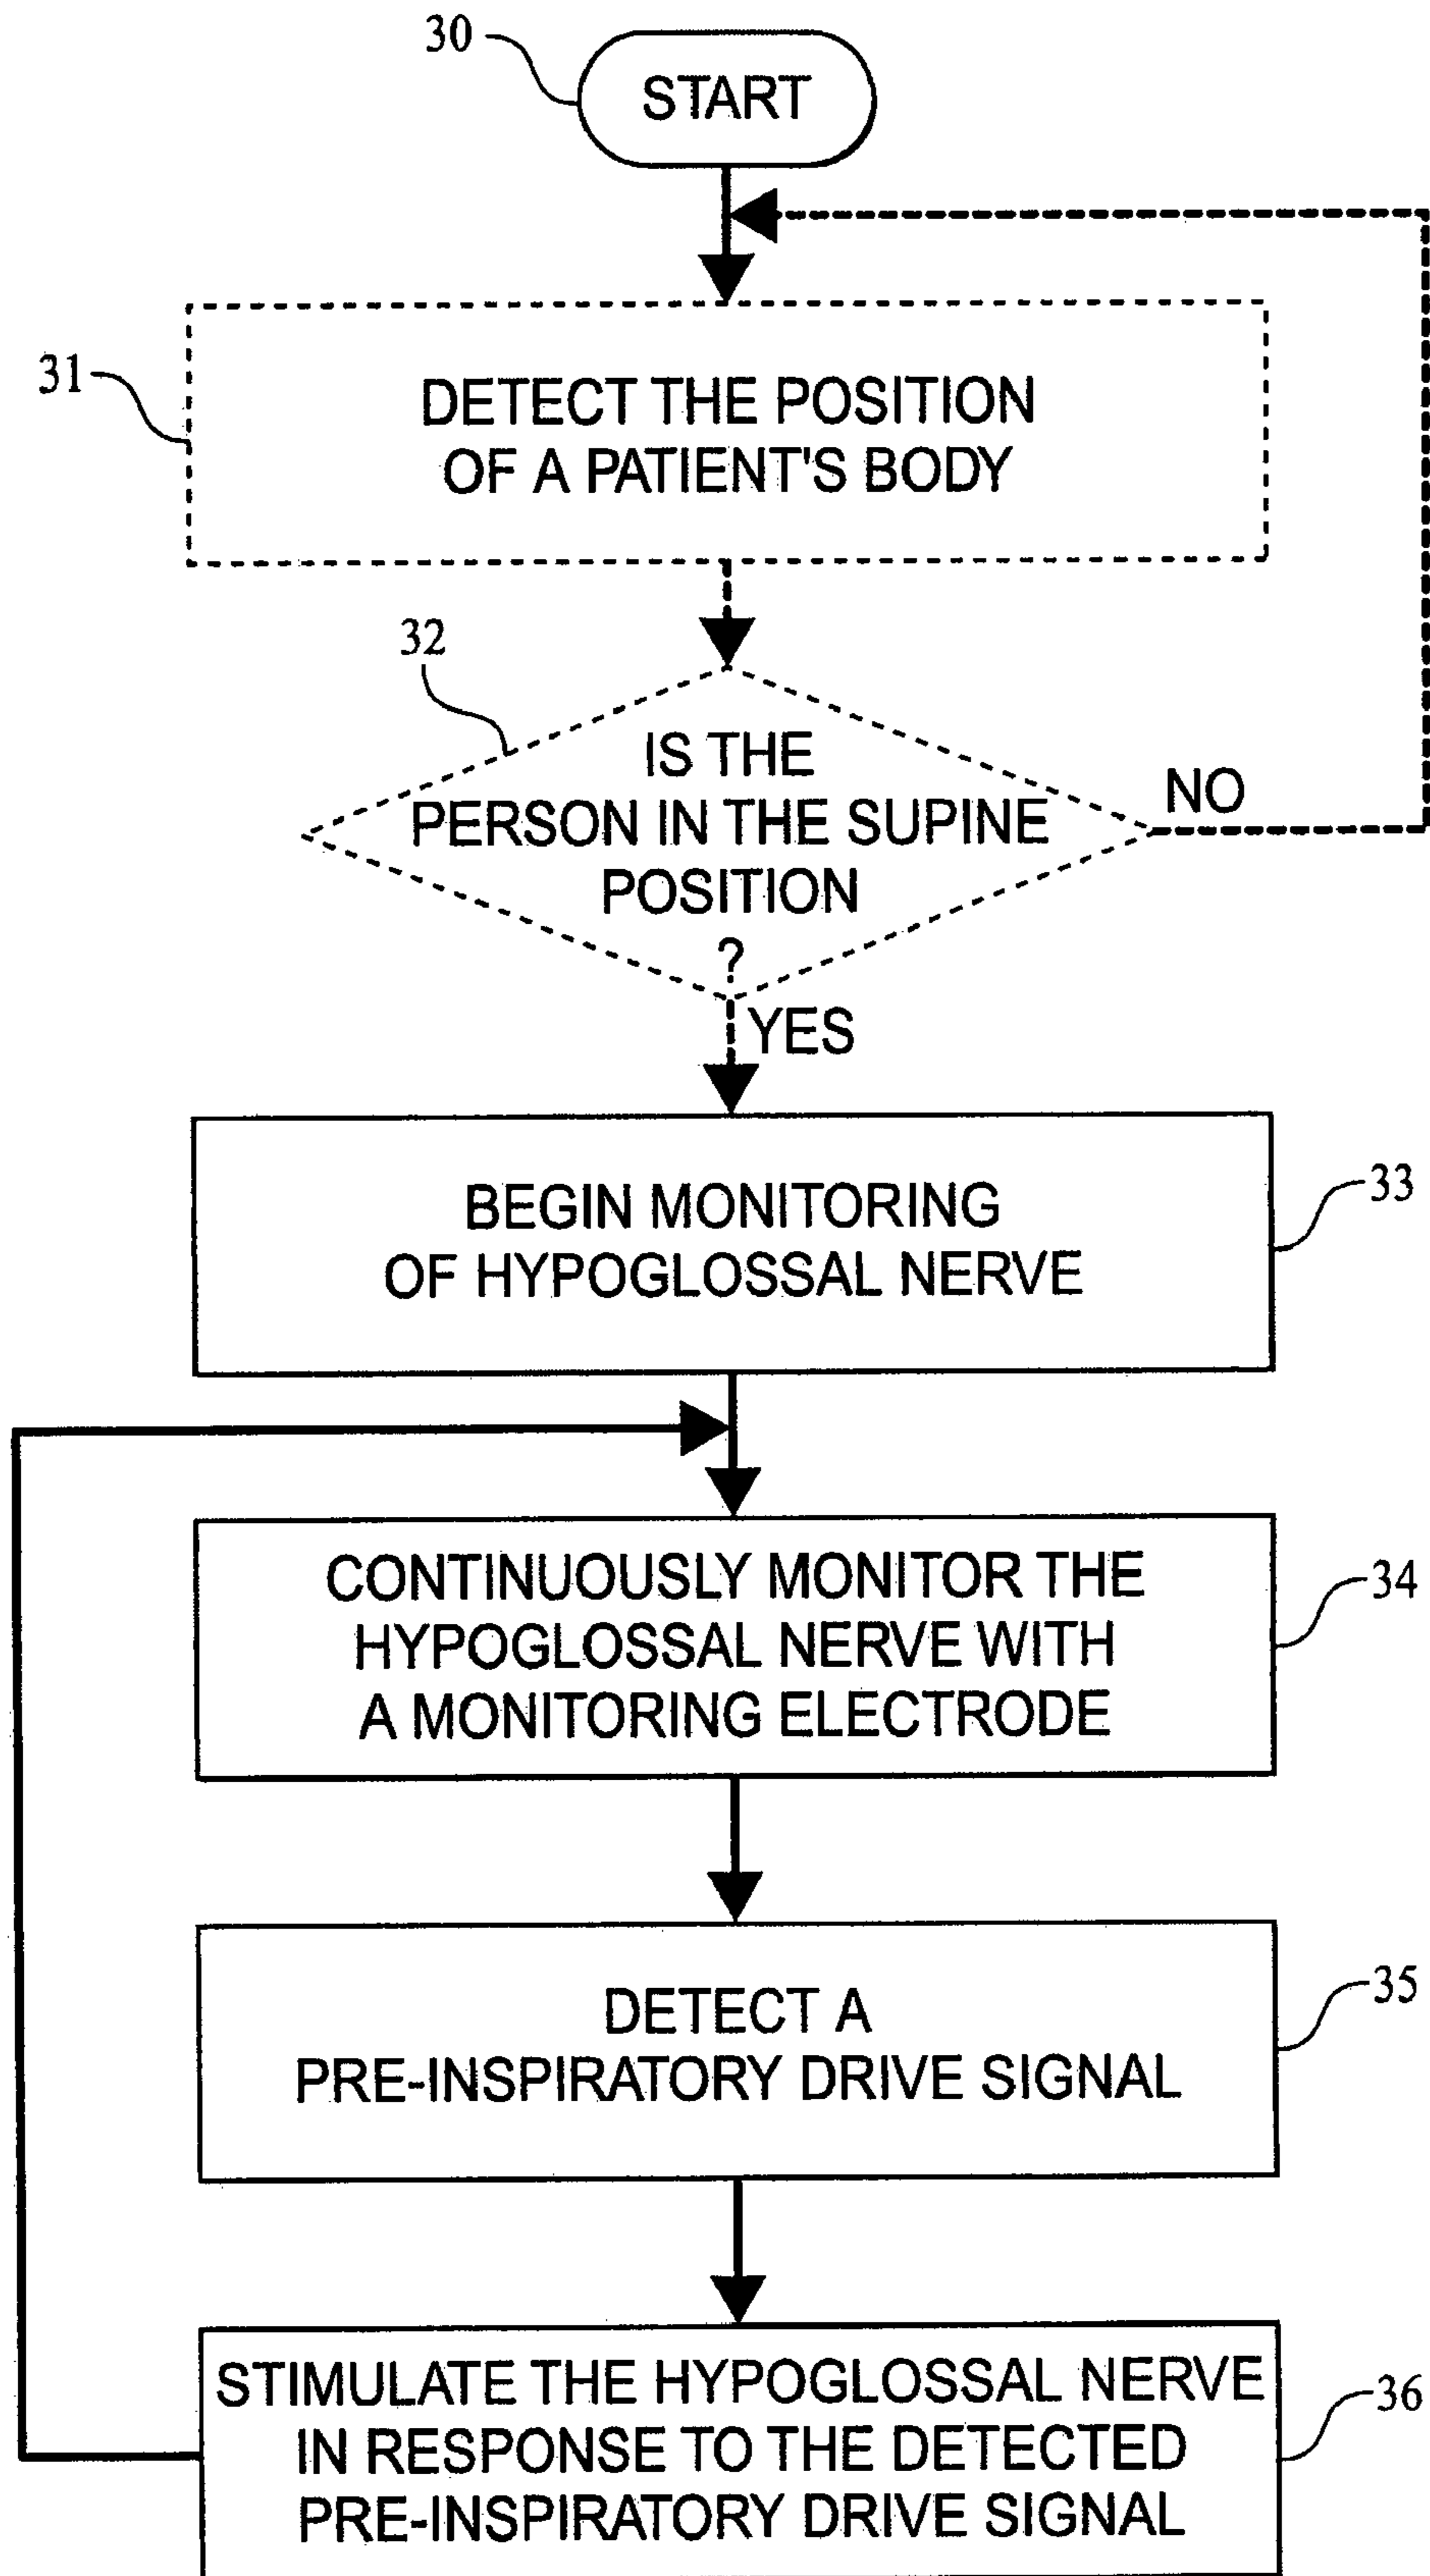 30
START
31
DETECT THE POSITION
OF A PATIENT'S BODY
32
IS THE
PERSON IN THE SUPINE
POSITION
?
NO
YES
BEGIN MONITORING
OF HYPOGLOSSAL NERVE
33
CONTINUOUSLY MONITOR THE
HYPOGLOSSAL NERVE WITH
A MONITORING ELECTRODE
34
DETECT A
PRE-INSPIRATORY DRIVE SIGNAL
35
STIMULATE THE HYPOGLOSSAL NERVE
IN RESPONSE TO THE DETECTED
PRE-INSPIRATORY DRIVE SIGNAL
36